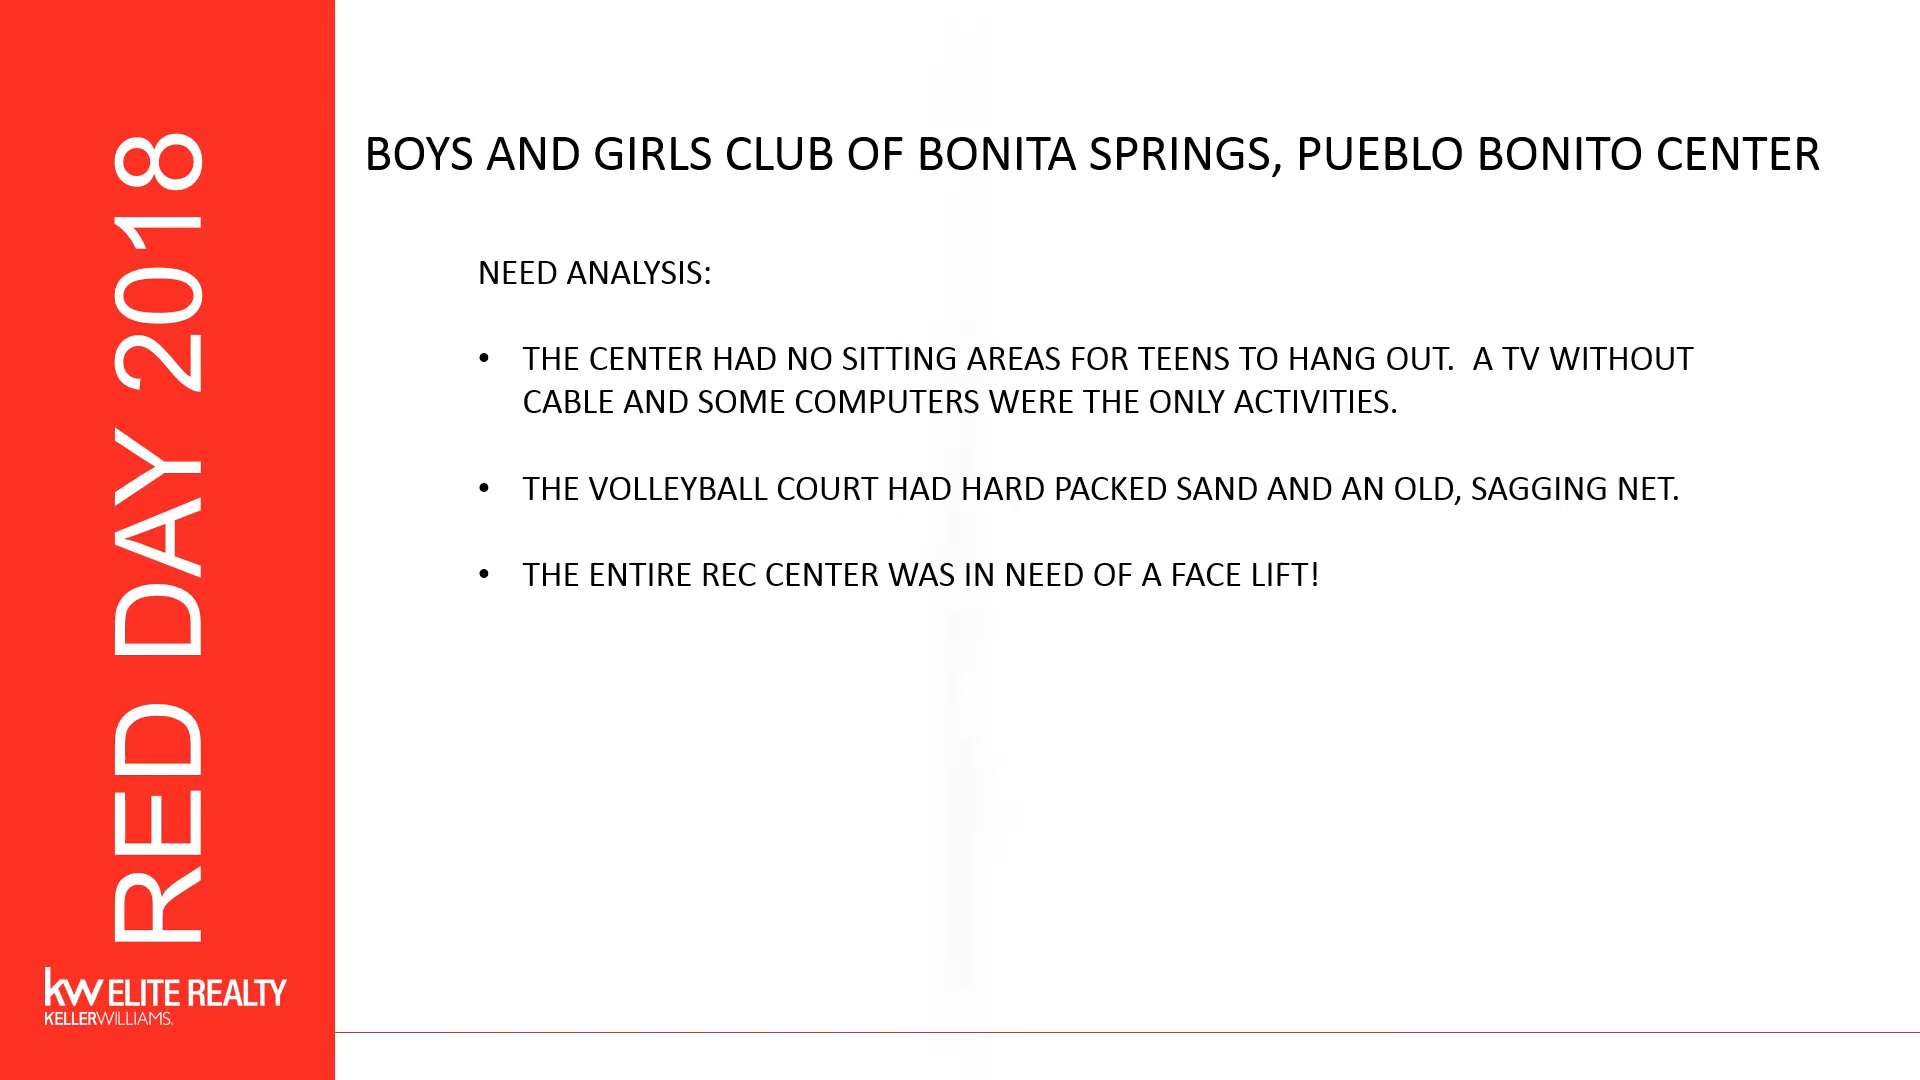 RED DAY 2018
kw ELITE REALTY
KELLERWILLIAMS.
BOYS AND GIRLS CLUB OF BONITA SPRINGS, PUEBLO BONITO CENTER
NEED ANALYSIS:
• THE CENTER HAD NO SITTING AREAS FOR TEENS TO HANG OUT.  A TV WITHOUT
CABLE AND SOME COMPUTERS WERE THE ONLY ACTIVITIES.
• THE VOLLEYBALL COURT HAD HARD PACKED SAND AND AN OLD, SAGGING NET.
• THE ENTIRE REC CENTER WAS IN NEED OF A FACE LIFT!